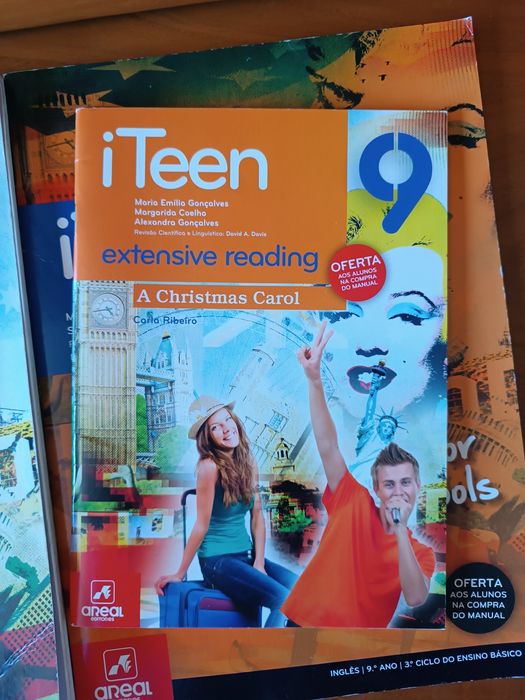 iTeen
9
Maria Emília Gonçalves
Margarida Coelho
Alexandra Gonçalves
Revisão Científica e Linguística: David A. Davis
extensive reading
OFERTA
AOS ALUNOS
NA COMPRA
DO MANUAL
A Christmas Carol
Carla Ribeiro
AREAL
EDITORES
or
ols
OFERTA
AOS ALUNOS
NA COMPRA
DO MANUAL
AREAL
INGLÊS | 9.º ANO | 3.º CICLO DO ENSINO BÁSICO